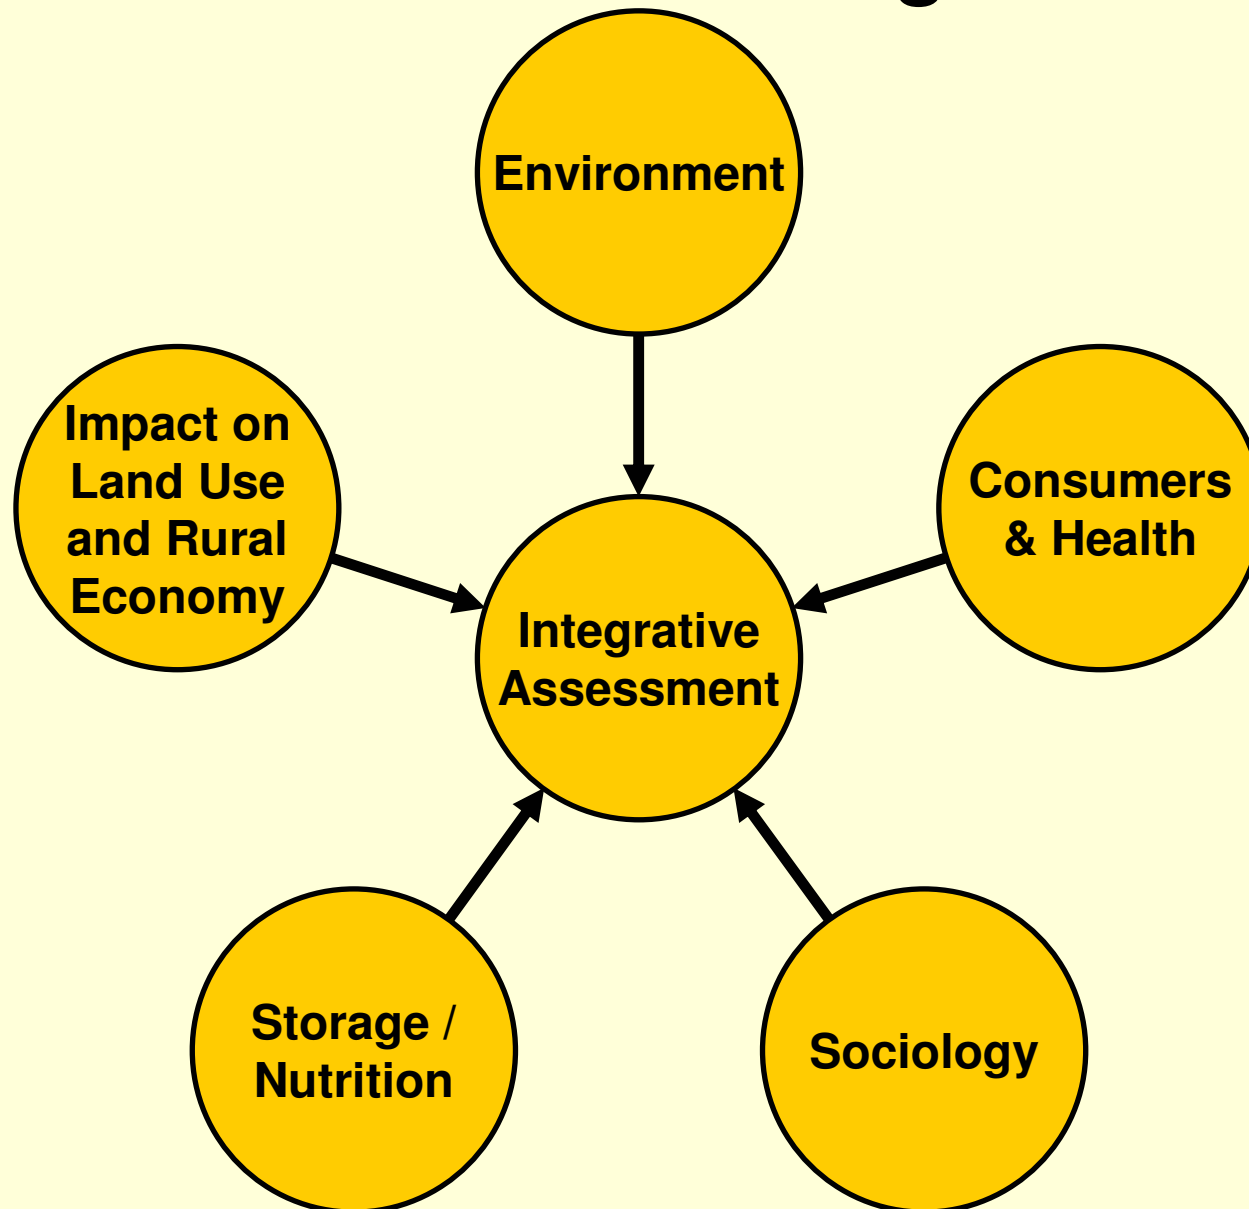 Environment
Impact on
Land Use
and Rural
Economy
Consumers
& Health
Integrative
Assessment
Storage /
Nutrition
Sociology